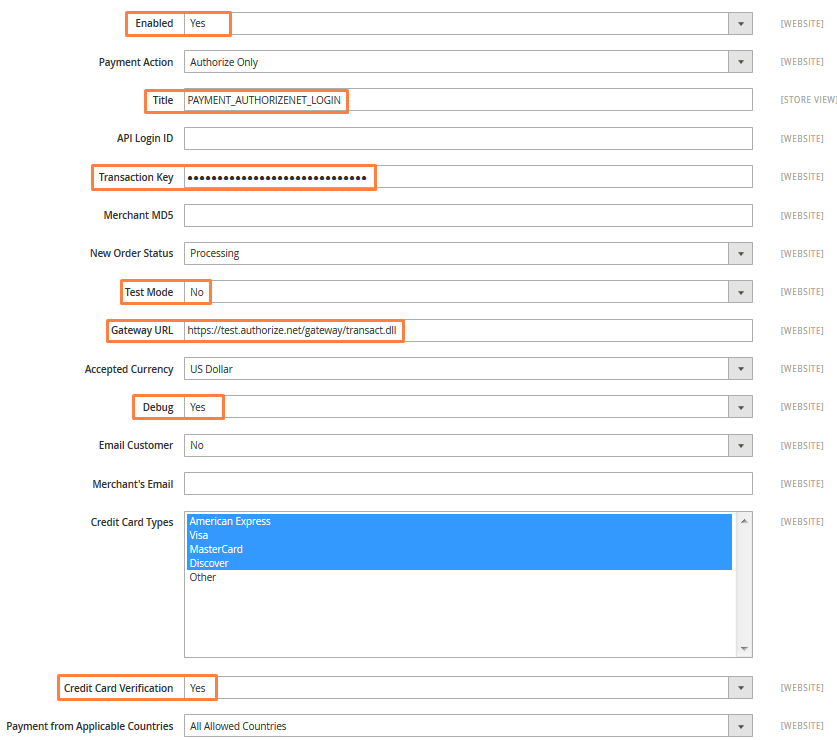 Enabled Yes [WEBSITE]
Payment Action Authorize Only [WEBSITE]
Title PAYMENT_AUTHORIZENET_LOGIN [STORE VIEW]
API Login ID [WEBSITE]
Transaction Key •••••••••••••••••••••••••••••• [WEBSITE]
Merchant MD5 [WEBSITE]
New Order Status Processing [WEBSITE]
Test Mode No [WEBSITE]
Gateway URL https://test.authorize.net/gateway/transact.dll [WEBSITE]
Accepted Currency US Dollar [WEBSITE]
Debug Yes [WEBSITE]
Email Customer No [WEBSITE]
Merchant's Email [WEBSITE]
Credit Card Types American Express [WEBSITE]
Visa
MasterCard
Discover
Other
Credit Card Verification Yes [WEBSITE]
Payment from Applicable Countries All Allowed Countries [WEBSITE]